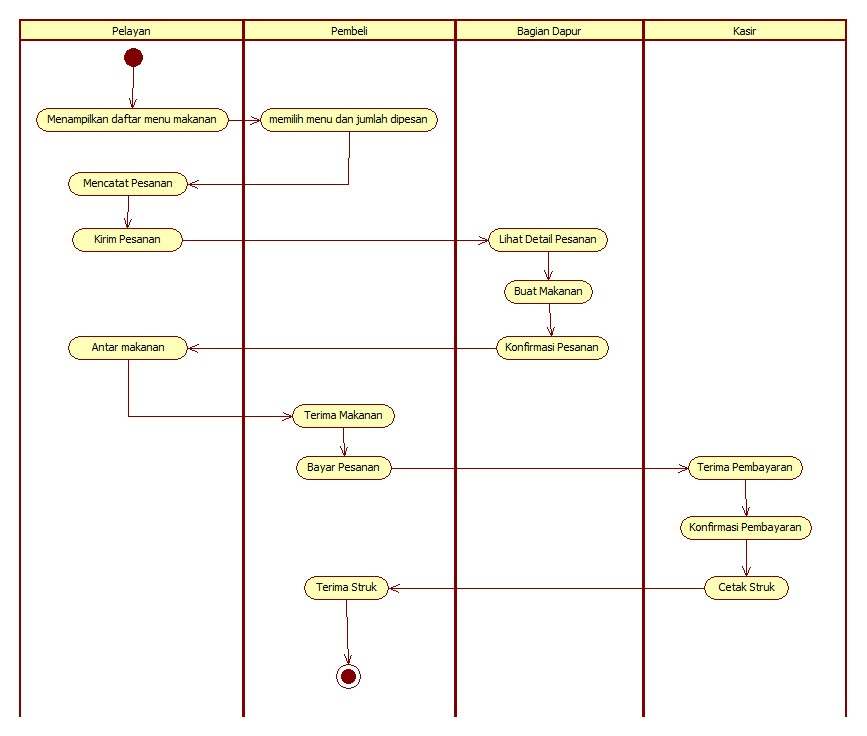 Pelayan
Pembeli
Bagian Dapur
Kasir
Menampilkan daftar menu makanan
memilih menu dan jumlah dipesan
Mencatat Pesanan
Kirim Pesanan
Lihat Detail Pesanan
Buat Makanan
Antar makanan
Konfirmasi Pesanan
Terima Makanan
Bayar Pesanan
Terima Pembayaran
Konfirmasi Pembayaran
Terima Struk
Cetak Struk